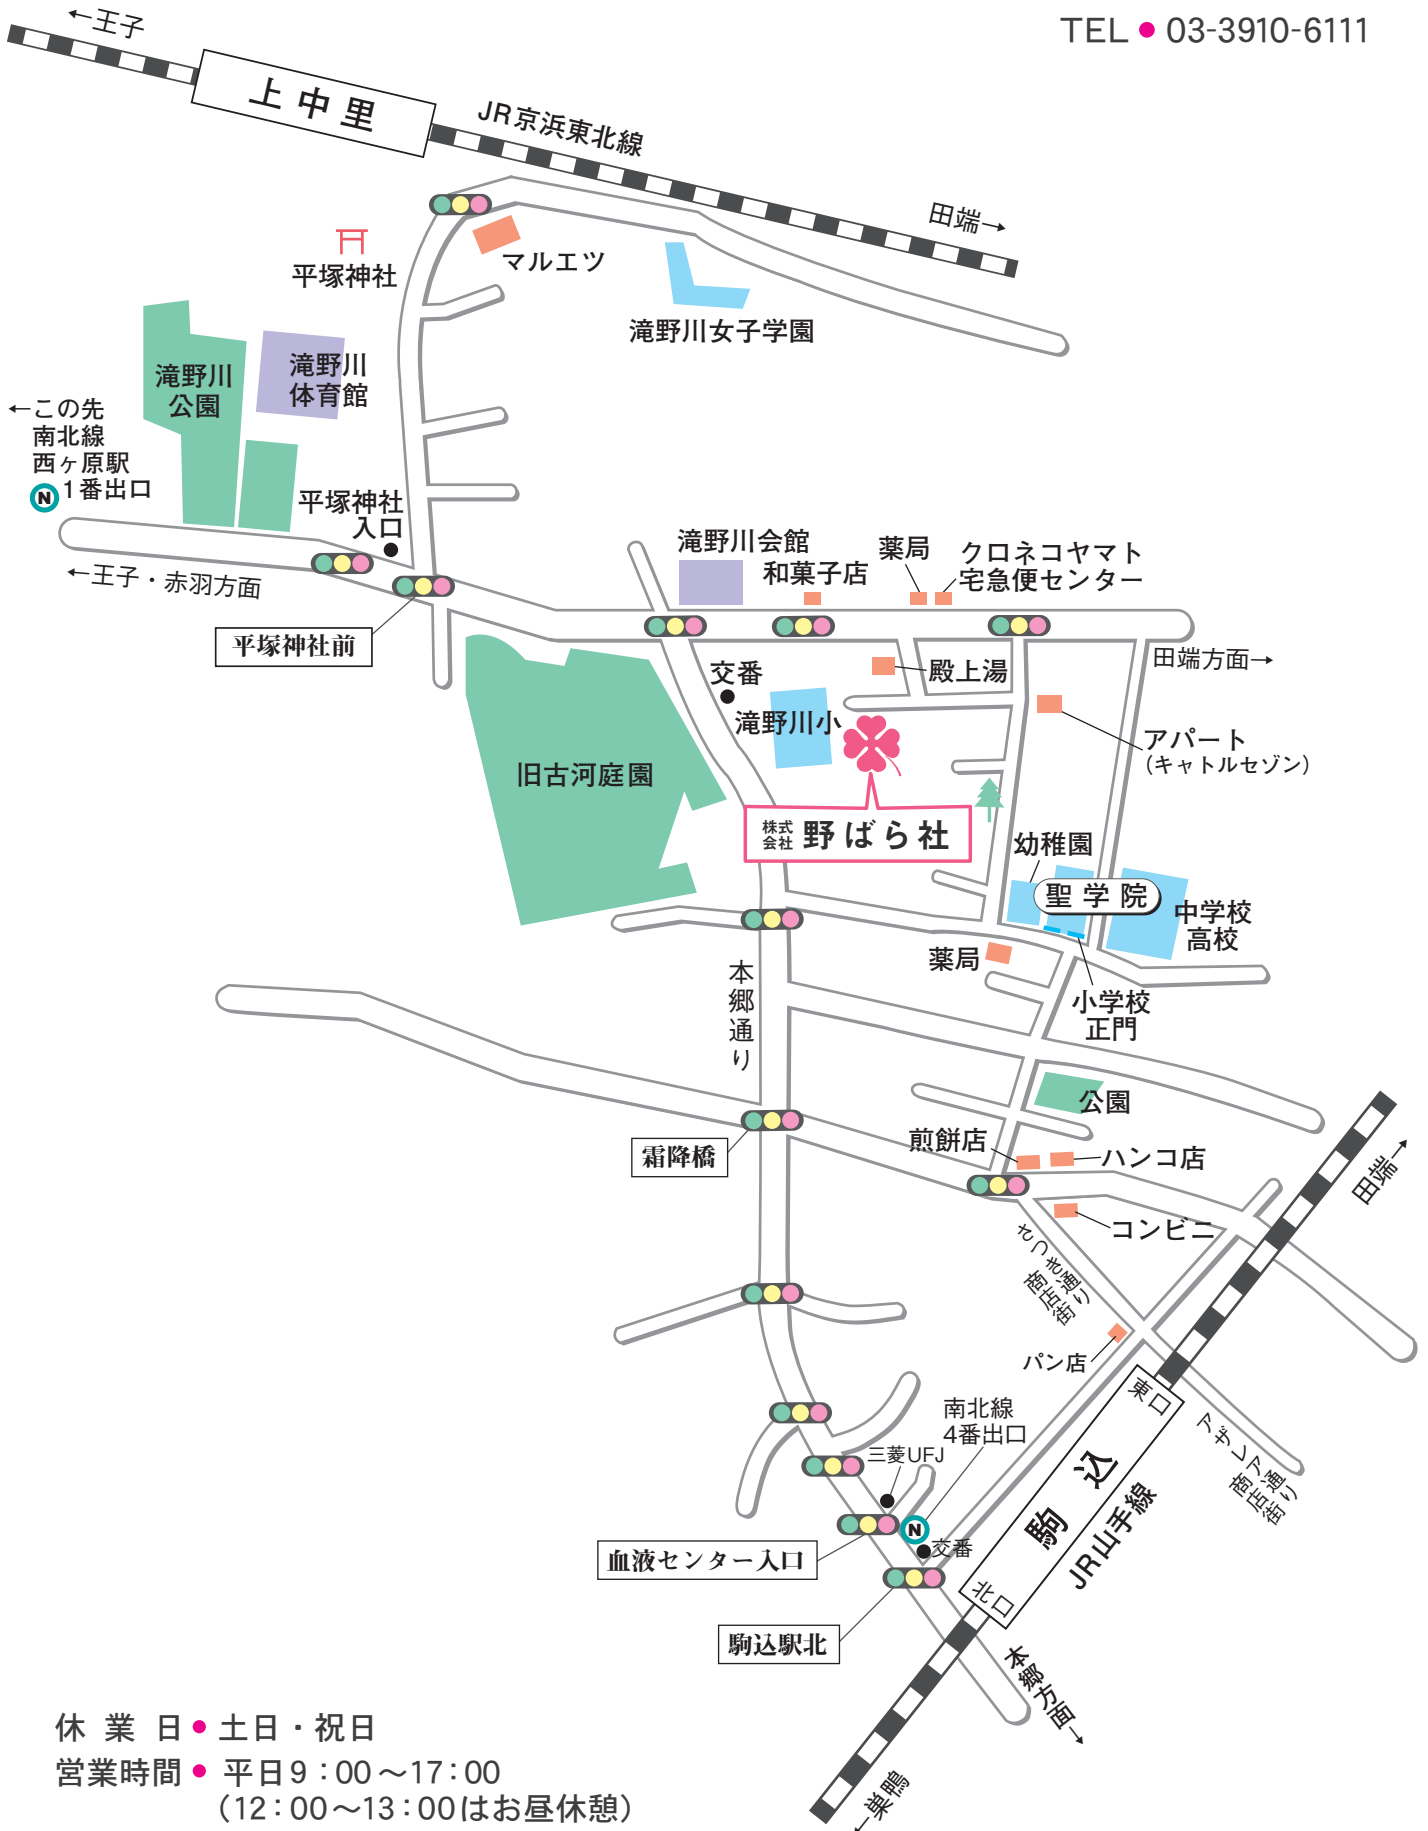 ←王子
TEL ● 03-3910-6111
上中里
JR京浜東北線
田端→
平塚神社
マルエツ
滝野川女子学園
滝野川
公園
滝野川
体育館
←この先
南北線
西ヶ原駅
N 1番出口
平塚神社
入口
←王子・赤羽方面
平塚神社前
滝野川会館
和菓子店
薬局
クロネコヤマト
宅急便センター
田端方面→
交番
殿上湯
滝野川小
アパート
(キャトルセゾン)
旧古河庭園
株式
会社 野ばら社
幼稚園
聖学院
中学校
高校
薬局
小学校
正門
本郷通り
公園
霜降橋
煎餅店
ハンコ店
田端→
コンビニ
さつき通り
商店街
パン店
東口
南北線
4番出口
三菱UFJ
アザレア通り
商店街
駒込
JR山手線
N
交番
血液センター入口
北口
駒込駅北
本郷方面→
←巣鴨
休業日● 土日・祝日
営業時間● 平日9：00～17：00
（12：00～13：00はお昼休憩）